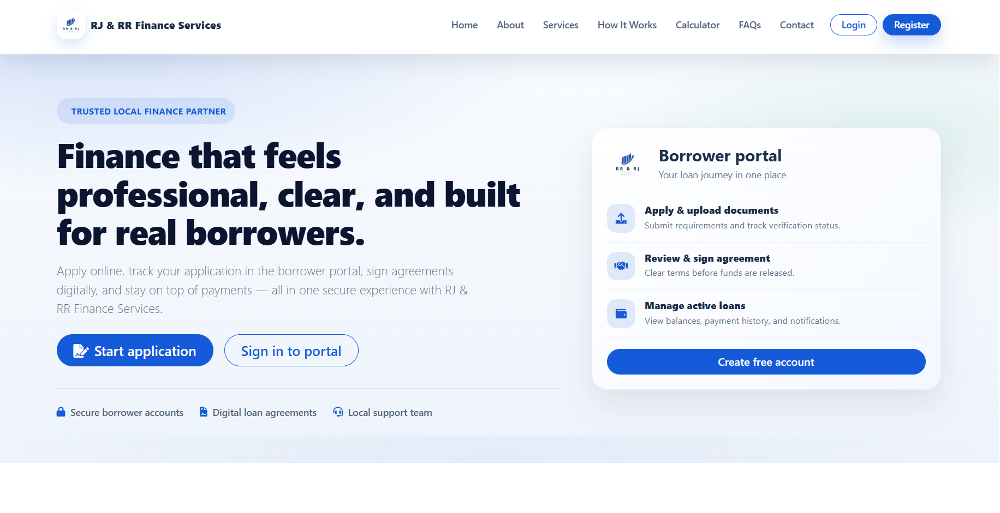 RR & RJ
RJ & RR Finance Services
Home
About
Services
How It Works
Calculator
FAQs
Contact
Login
Register
TRUSTED LOCAL FINANCE PARTNER
Finance that feels
professional, clear, and built
for real borrowers.
Apply online, track your application in the borrower portal, sign agreements
digitally, and stay on top of payments — all in one secure experience with RJ &
RR Finance Services.
Start application
Sign in to portal
Secure borrower accounts
Digital loan agreements
Local support team
RR & RJ
FINANCE
SERVICES
Borrower portal
Your loan journey in one place
Apply & upload documents
Submit requirements and track verification status.
Review & sign agreement
Clear terms before funds are released.
Manage active loans
View balances, payment history, and notifications.
Create free account